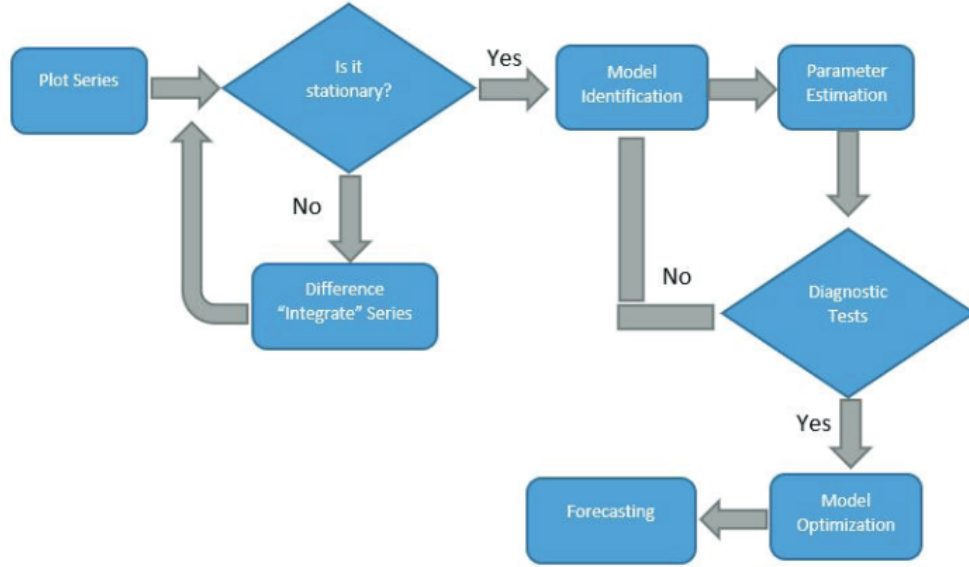 Plot Series
Is it
stationary?
Yes
Model
Identification
Parameter
Estimation
No
Difference
“Integrate” Series
No
Diagnostic
Tests
Yes
Forecasting
Model
Optimization